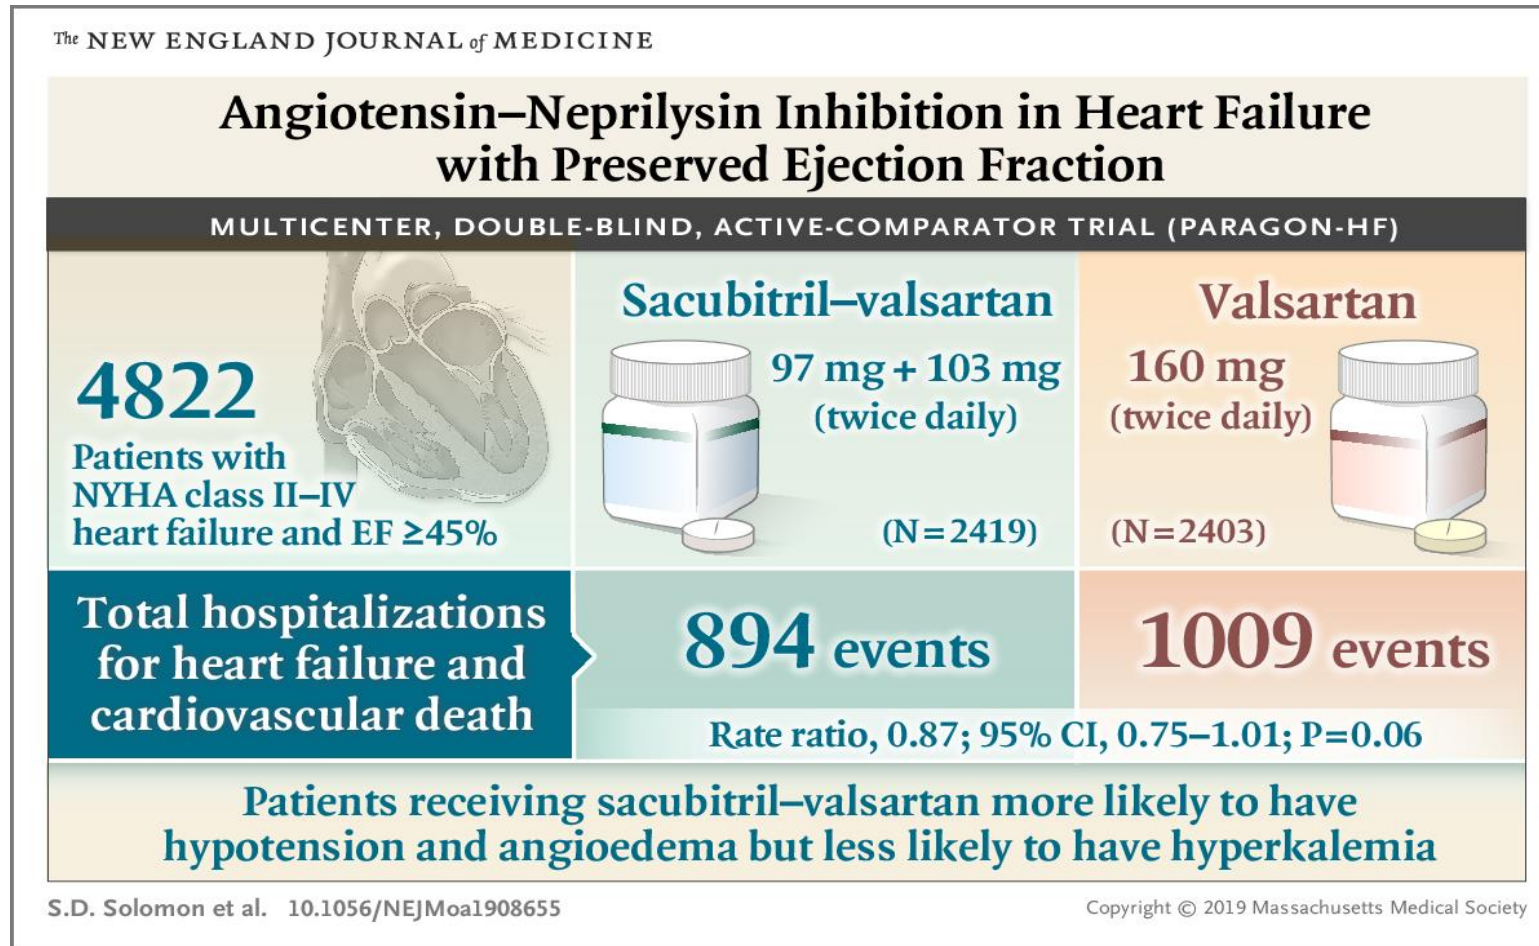 The NEW ENGLAND JOURNAL of MEDICINE
Angiotensin–Neprilysin Inhibition in Heart Failure
with Preserved Ejection Fraction
MULTICENTER, DOUBLE-BLIND, ACTIVE-COMPARATOR TRIAL (PARAGON-HF)
4822
Patients with
NYHA class II–IV
heart failure and EF ≥45%
Sacubitril–valsartan
97 mg + 103 mg
(twice daily)
(N=2419)
Valsartan
160 mg
(twice daily)
(N=2403)
Total hospitalizations
for heart failure and
cardiovascular death
894 events
1009 events
Rate ratio, 0.87; 95% CI, 0.75–1.01; P=0.06
Patients receiving sacubitril–valsartan more likely to have
hypotension and angioedema but less likely to have hyperkalemia
S.D. Solomon et al. 10.1056/NEJMoa1908655
Copyright © 2019 Massachusetts Medical Society